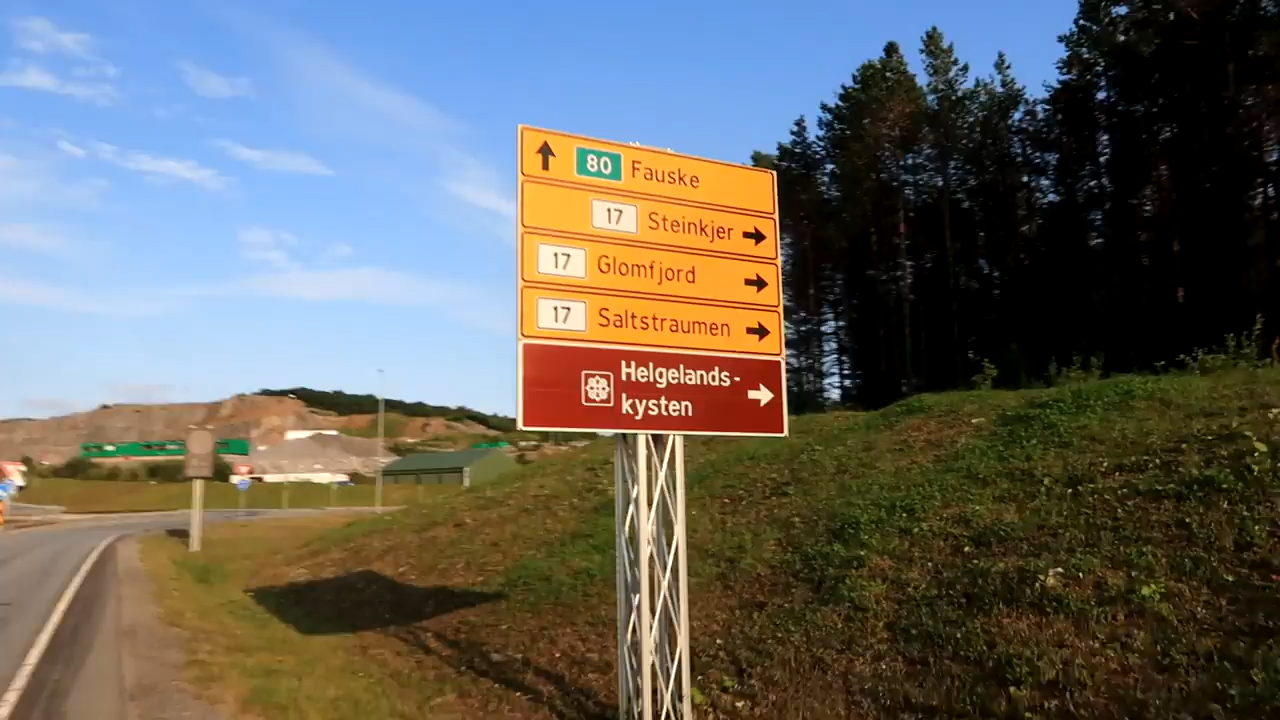 80 Fauske
17 Steinkjer
17 Glomfjord
17 Saltstraumen
Helgelands-
kysten